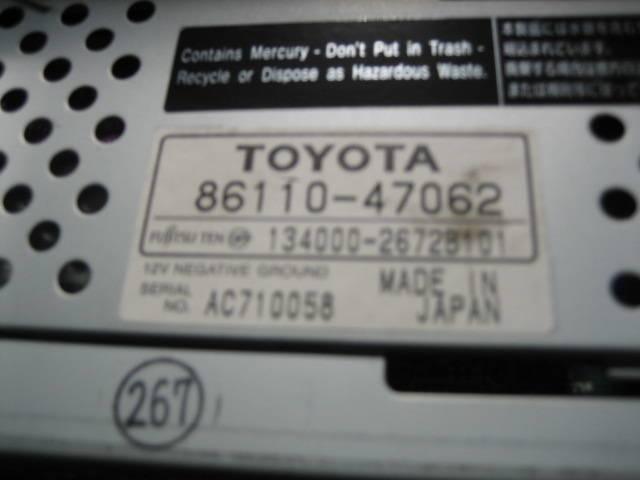 Contains Mercury - Don't Put in Trash -
Recycle or Dispose as Hazardous Waste.
TOYOTA
86110-47062
FUJITSU TEN 134000-2672B101
12V NEGATIVE GROUND
SERIAL NO. AC710058
MADE IN JAPAN
267